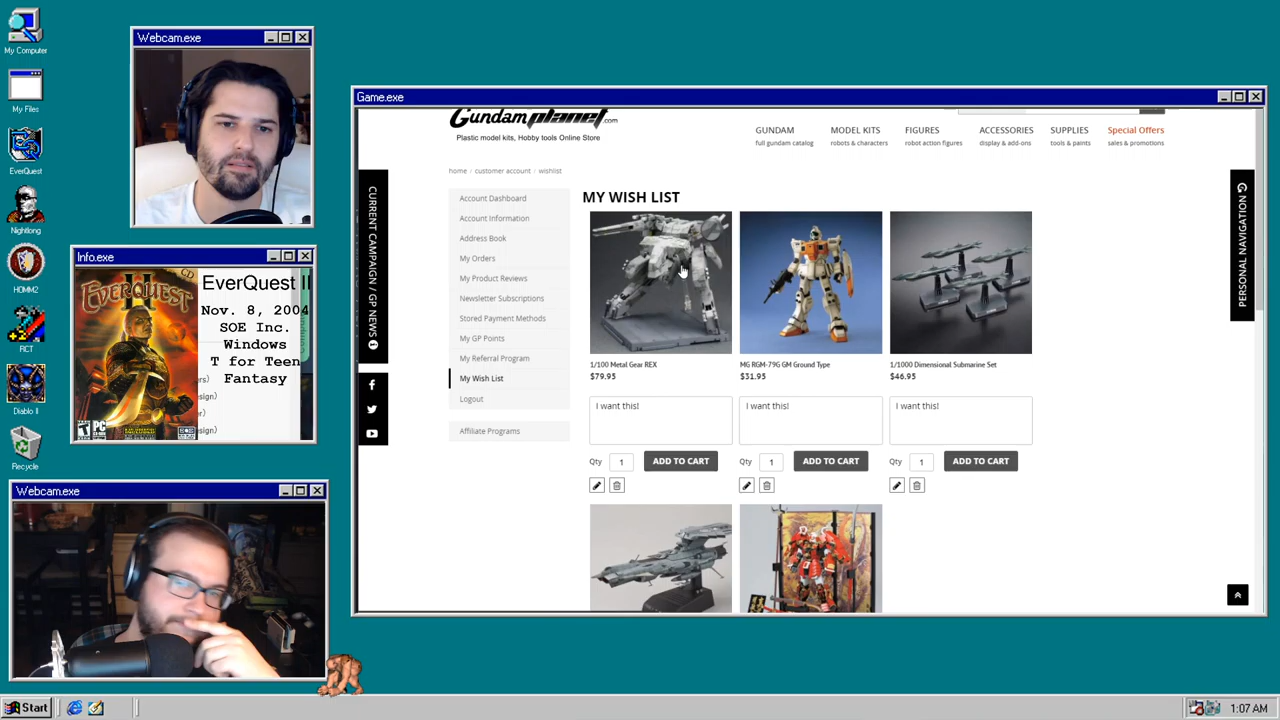 My Computer
My Files
EverQuest
Nightlong
HOMM2
RCT
Diablo II
Recycle
Webcam.exe
Info.exe
EVERQUEST II
CD
EverQuest II
Nov. 8, 2004
SOE Inc.
Windows
T for Teen
Fantasy
PC
Webcam.exe
Game.exe
Gundamplanet.com
Plastic model kits, Hobby tools Online Store
GUNDAM
full gundam catalog
MODEL KITS
robots & characters
FIGURES
robot action figures
ACCESSORIES
display & add-ons
SUPPLIES
tools & paints
Special Offers
sales & promotions
CURRENT CAMPAIGN / GP NEWS
PERSONAL NAVIGATION
home / customer account / wishlist
Account Dashboard
Account Information
Address Book
My Orders
My Product Reviews
Newsletter Subscriptions
Stored Payment Methods
My GP Points
My Referral Program
My Wish List
Logout
Affiliate Programs
MY WISH LIST
1/100 Metal Gear REX
$79.95
I want this!
Qty 1 ADD TO CART
MG RGM-79G GM Ground Type
$31.95
I want this!
Qty 1 ADD TO CART
1/1000 Dimensional Submarine Set
$46.95
I want this!
Qty 1 ADD TO CART
Start
1:07 AM